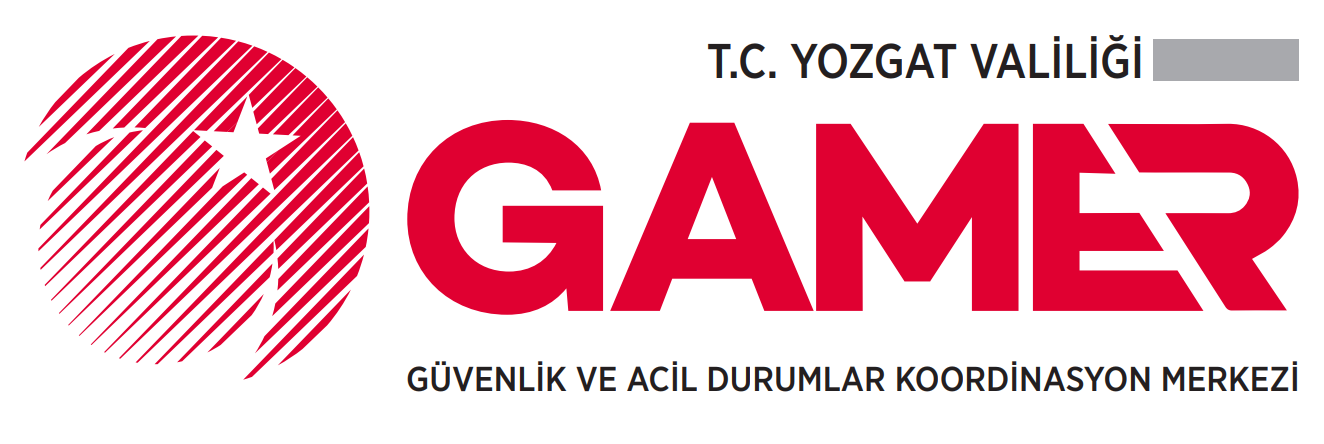 T.C. YOZGAT VALİLİĞİ
GAMER
GÜVENLİK VE ACİL DURUMLAR KOORDİNASYON MERKEZİ